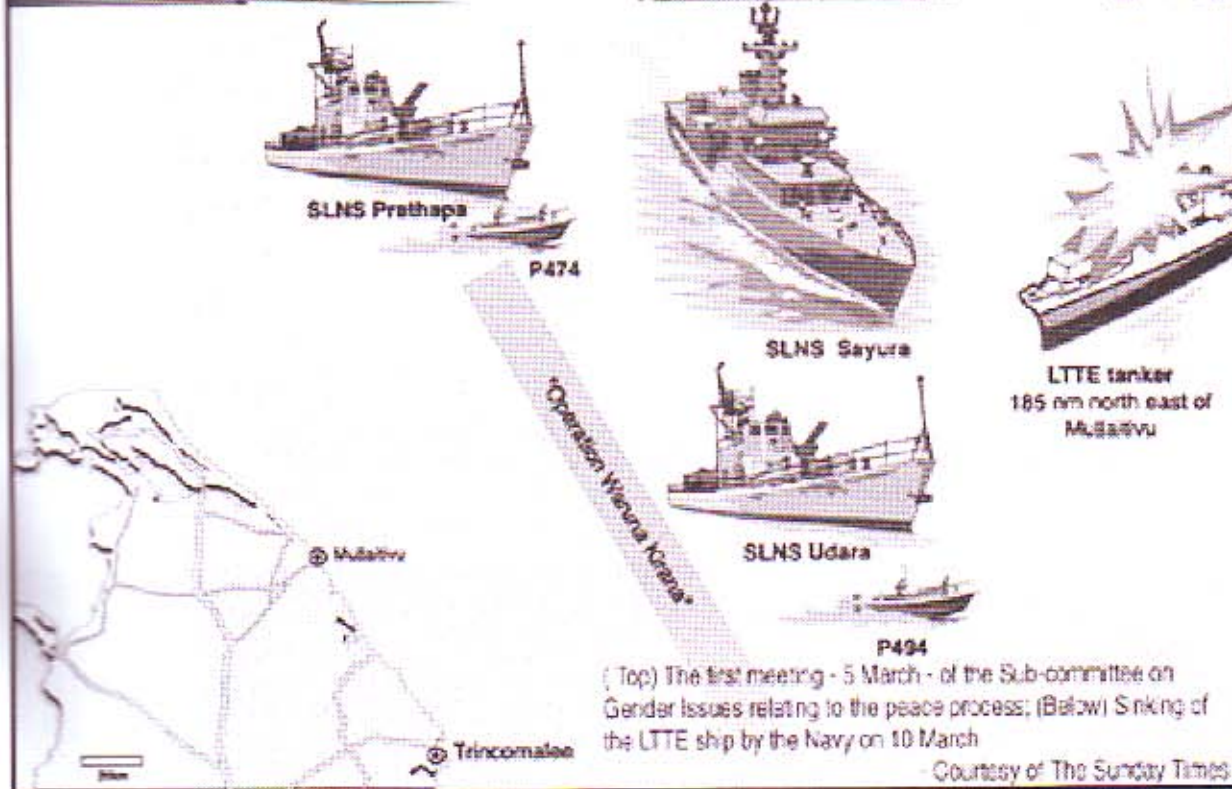 SLNS Prathapa
P474
SLNS Sayura
LTTE tanker
185 nm north east of
Mullaitivu
"Operation Waruna Kirana"
SLNS Udara
Mullaitivu
P494
( Top) The first meeting - 5 March - of the Sub-committee on
Gender Issues relating to the peace process; (Below) Sinking of
the LTTE ship by the Navy on 10 March
- Courtesy of The Sunday Times
Trincomalee